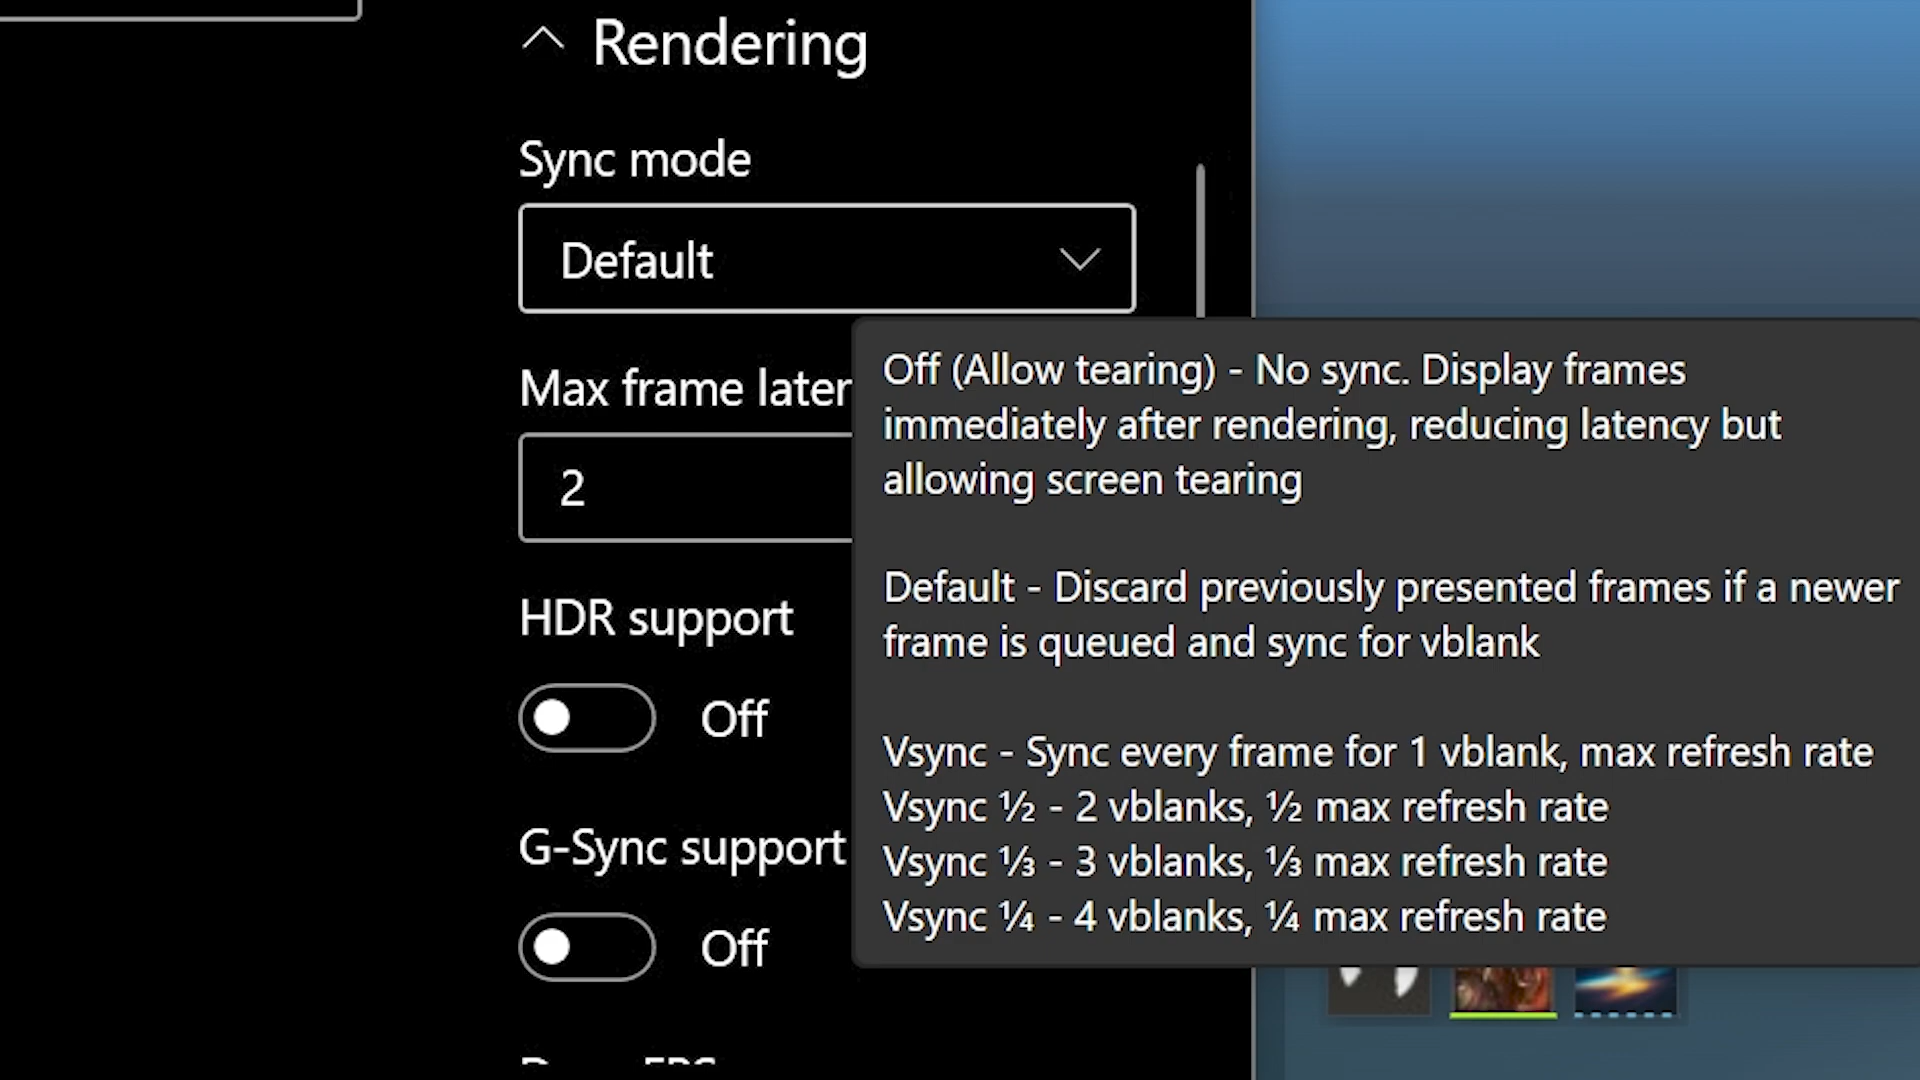 Rendering
Sync mode
Default
Max frame laten
2
HDR support
Off
G-Sync support
Off
Off (Allow tearing) - No sync. Display frames
immediately after rendering, reducing latency but
allowing screen tearing
Default - Discard previously presented frames if a newer
frame is queued and sync for vblank
Vsync - Sync every frame for 1 vblank, max refresh rate
Vsync ½ - 2 vblanks, ½ max refresh rate
Vsync ⅓ - 3 vblanks, ⅓ max refresh rate
Vsync ¼ - 4 vblanks, ¼ max refresh rate